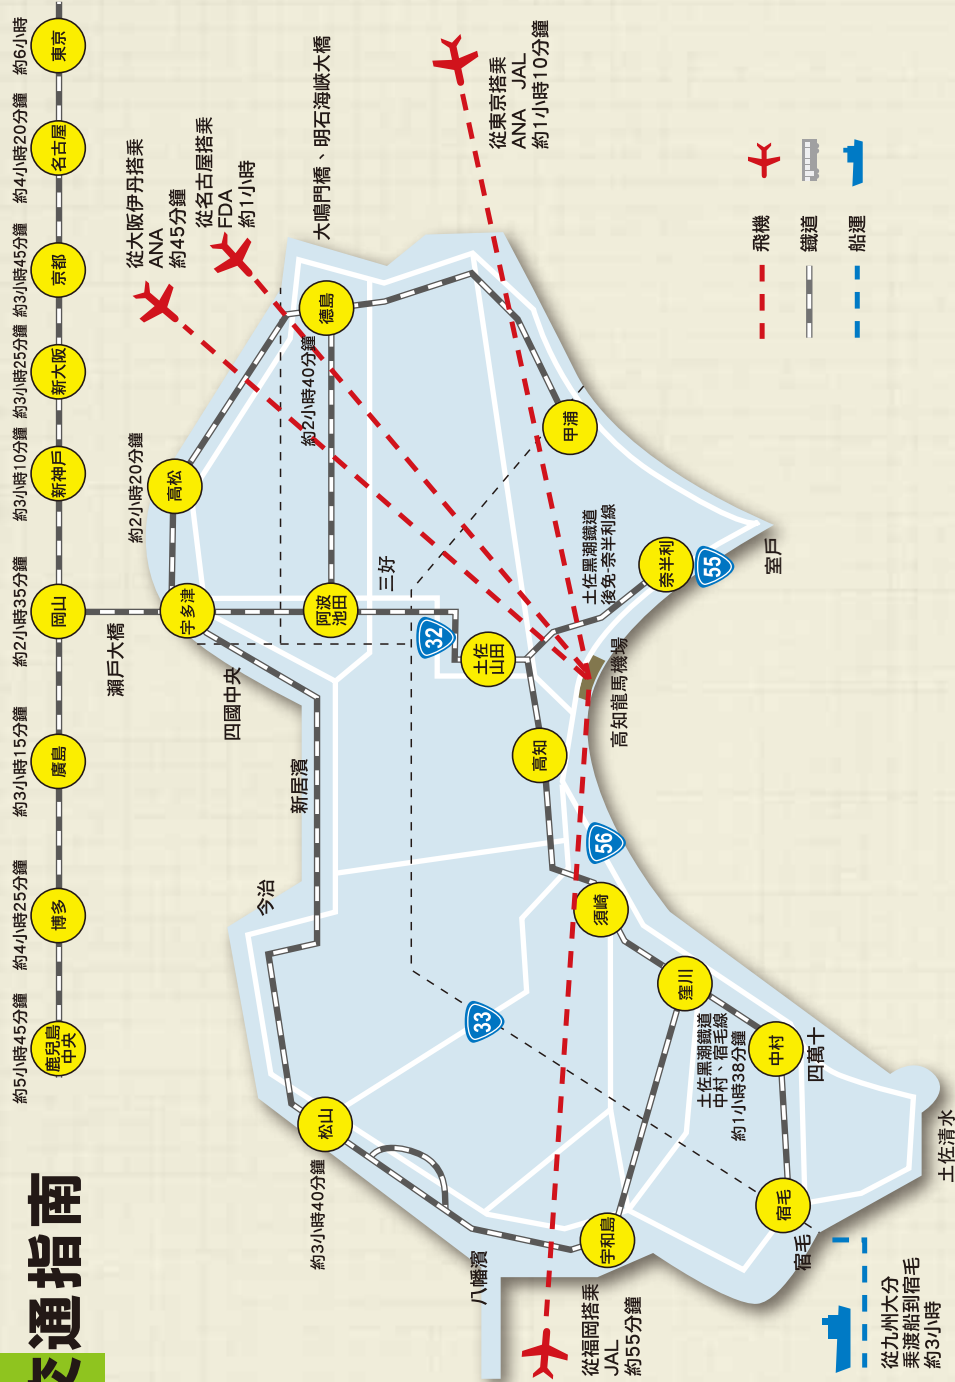 交通指南
約5小時45分鐘
鹿兒島
中央
約4小時25分鐘
博多
約3小時15分鐘
廣島
約2小時35分鐘
岡山
約3小時10分鐘
新神戶
約3小時25分鐘
新大阪
約3小時45分鐘
京都
約4小時20分鐘
名古屋
約6小時
東京
瀨戶大橋
約2小時20分鐘
高松
宇多津
從大阪伊丹搭乘
ANA
約45分鐘
從名古屋搭乘
FDA
約1小時
大鳴門橋、明石海峽大橋
四國中央
新居濱
今治
約3小時40分鐘
松山
約2小時40分鐘
德島
阿波
池田
三好
32
土佐
山田
33
從東京搭乘
ANA JAL
約1小時10分鐘
八幡濱
高知
甲浦
土佐黑潮鐵道
後免-奈半利線
56
須崎
高知龍馬機場
奈半利
55
室戶
從福岡搭乘
JAL
約55分鐘
宇和島
窪川
土佐黑潮鐵道
中村、宿毛線
約1小時38分鐘
中村
四萬十
宿毛
宿毛
土佐清水
從九州大分
乘渡船到宿毛
約3小時
飛機
鐵道
船運